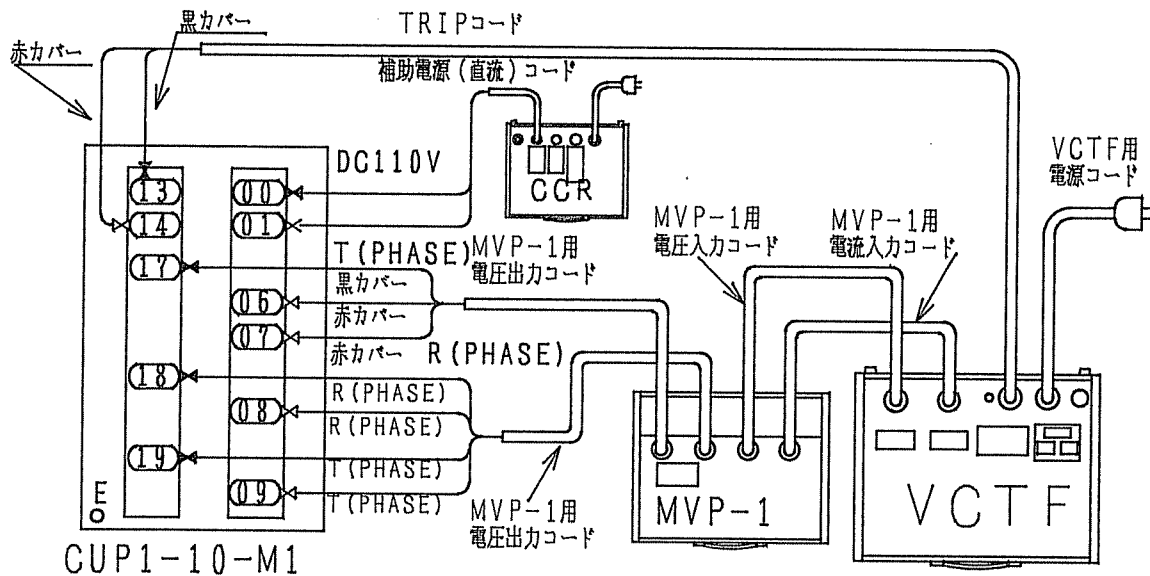 黒カバー
TRIPコード
赤カバー
補助電源(直流)コード
DC110V
CCR
VCTF用
電源コード
13
00
14
01
MVP-1用
電圧入力コード
MVP-1用
電流入力コード
T(PHASE)
MVP-1用
電圧出力コード
17
黒カバー
06
赤カバー
07
赤カバー
R(PHASE)
18
R(PHASE)
08
R(PHASE)
19
T(PHASE)
09
T(PHASE)
E
MVP-1用
電圧出力コード
MVP-1
VCTF
CUP1-10-M1